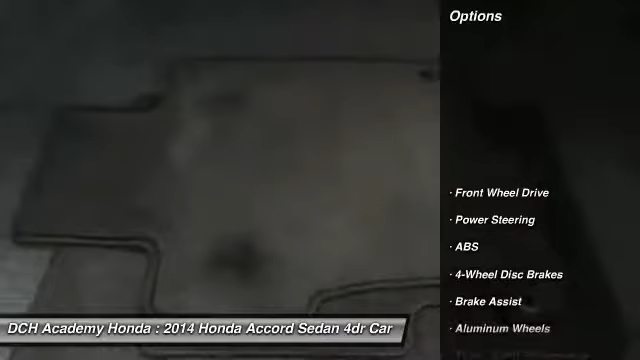 Options
· Front Wheel Drive
· Power Steering
· ABS
· 4-Wheel Disc Brakes
· Brake Assist
· Aluminum Wheels
DCH Academy Honda : 2014 Honda Accord Sedan 4dr Car